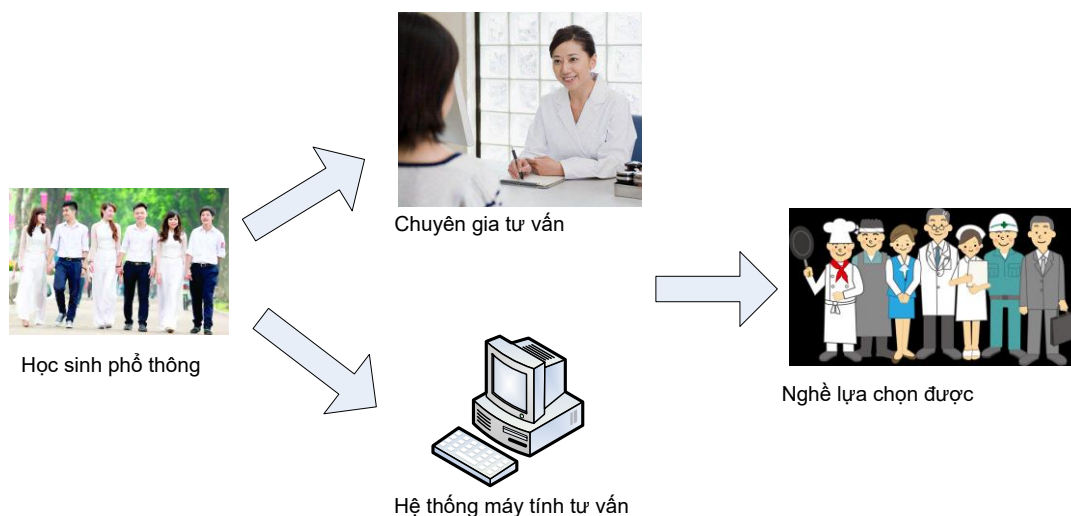 Chuyên gia tư vấn
Học sinh phổ thông
Nghề lựa chọn được
Hệ thống máy tính tư vấn